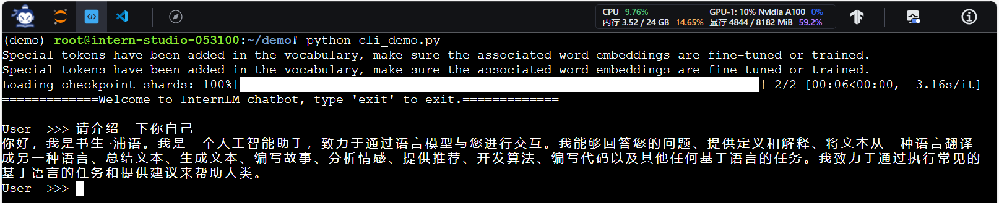 CPU 9.76% GPU-1: 10% Nvidia A100 0%
内存 3.52 / 24 GB 14.65% 显存 4844 / 8182 MiB 59.2%
(demo) root@intern-studio-053100:~/demo# python cli_demo.py
Special tokens have been added in the vocabulary, make sure the associated word embeddings are fine-tuned or trained.
Special tokens have been added in the vocabulary, make sure the associated word embeddings are fine-tuned or trained.
Loading checkpoint shards: 100%|██████████| 2/2 [00:06<00:00,  3.16s/it]
=============Welcome to InternLM chatbot, type 'exit' to exit.=============
User  >>> 请介绍一下你自己
你好，我是书生·浦语。我是一个人工智能助手，致力于通过语言模型与您进行交互。我能够回答您的问题、提供定义和解释、将文本从一种语言翻译
成另一种语言、总结文本、生成文本、编写故事、分析情感、提供推荐、开发算法、编写代码以及其他任何基于语言的任务。我致力于通过执行常见的
基于语言的任务和提供建议来帮助人类。
User  >>>